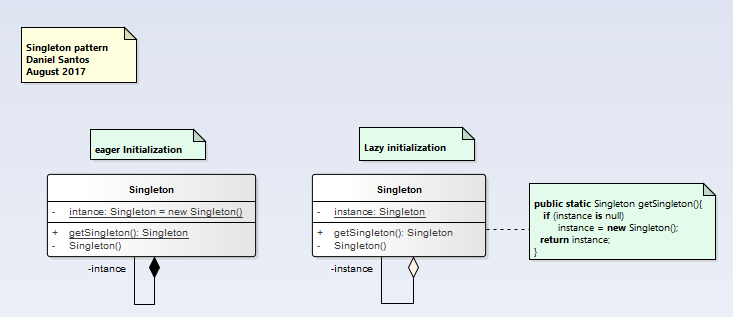 Singleton pattern
Daniel Santos
August 2017
eager Initialization
Lazy initialization
Singleton
- intance: Singleton = new Singleton()
+ getSingleton(): Singleton
- Singleton()
-intance
Singleton
- instance: Singleton
+ getSingleton(): Singleton
- Singleton()
-instance
public static Singleton getSingleton(){
if (instance is null)
instance = new Singleton();
return instance;
}